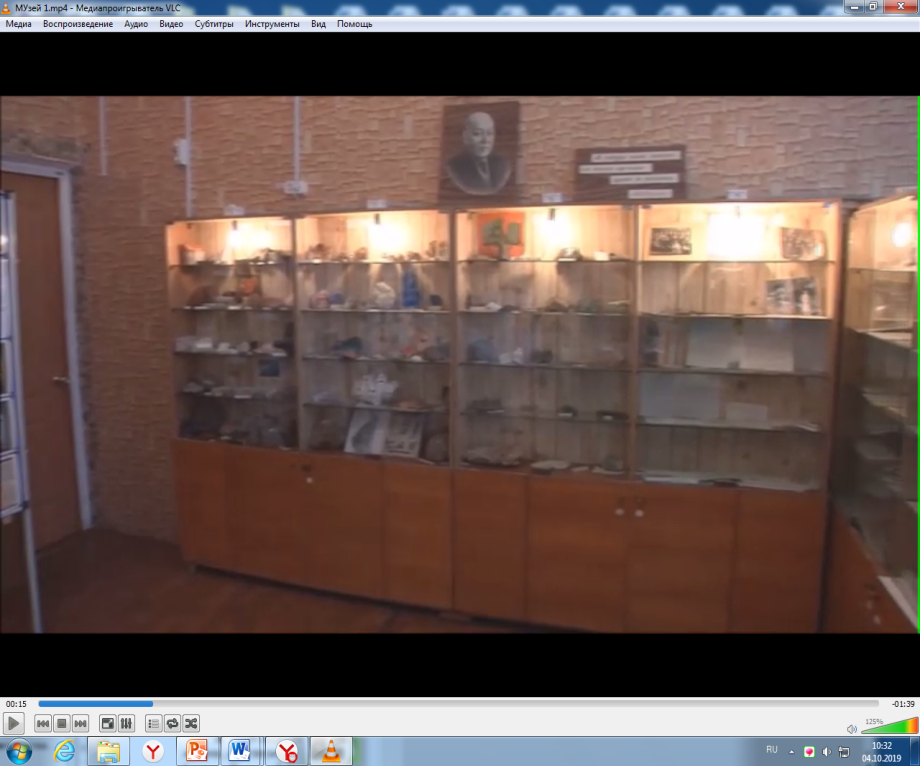 МУзей 1.mp4 - Медиапроигрыватель VLC
Медиа Воспроизведение Аудио Видео Субтитры Инструменты Вид Помощь
00:15 -01:39
125%
RU 10:32
04.10.2019